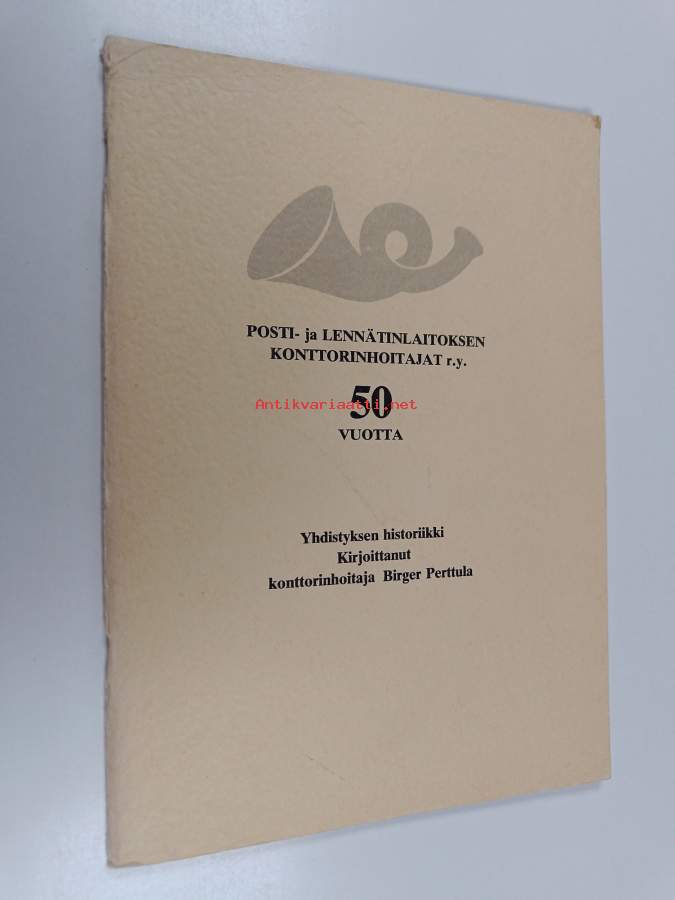 POSTI- ja LENNÄTINLAITOKSEN
KONTTORINHOITAJAT r.y.
50
Antikvariaatti.net
VUOTTA
Yhdistyksen historiikki
Kirjoittanut
konttorinhoitaja Birger Perttula